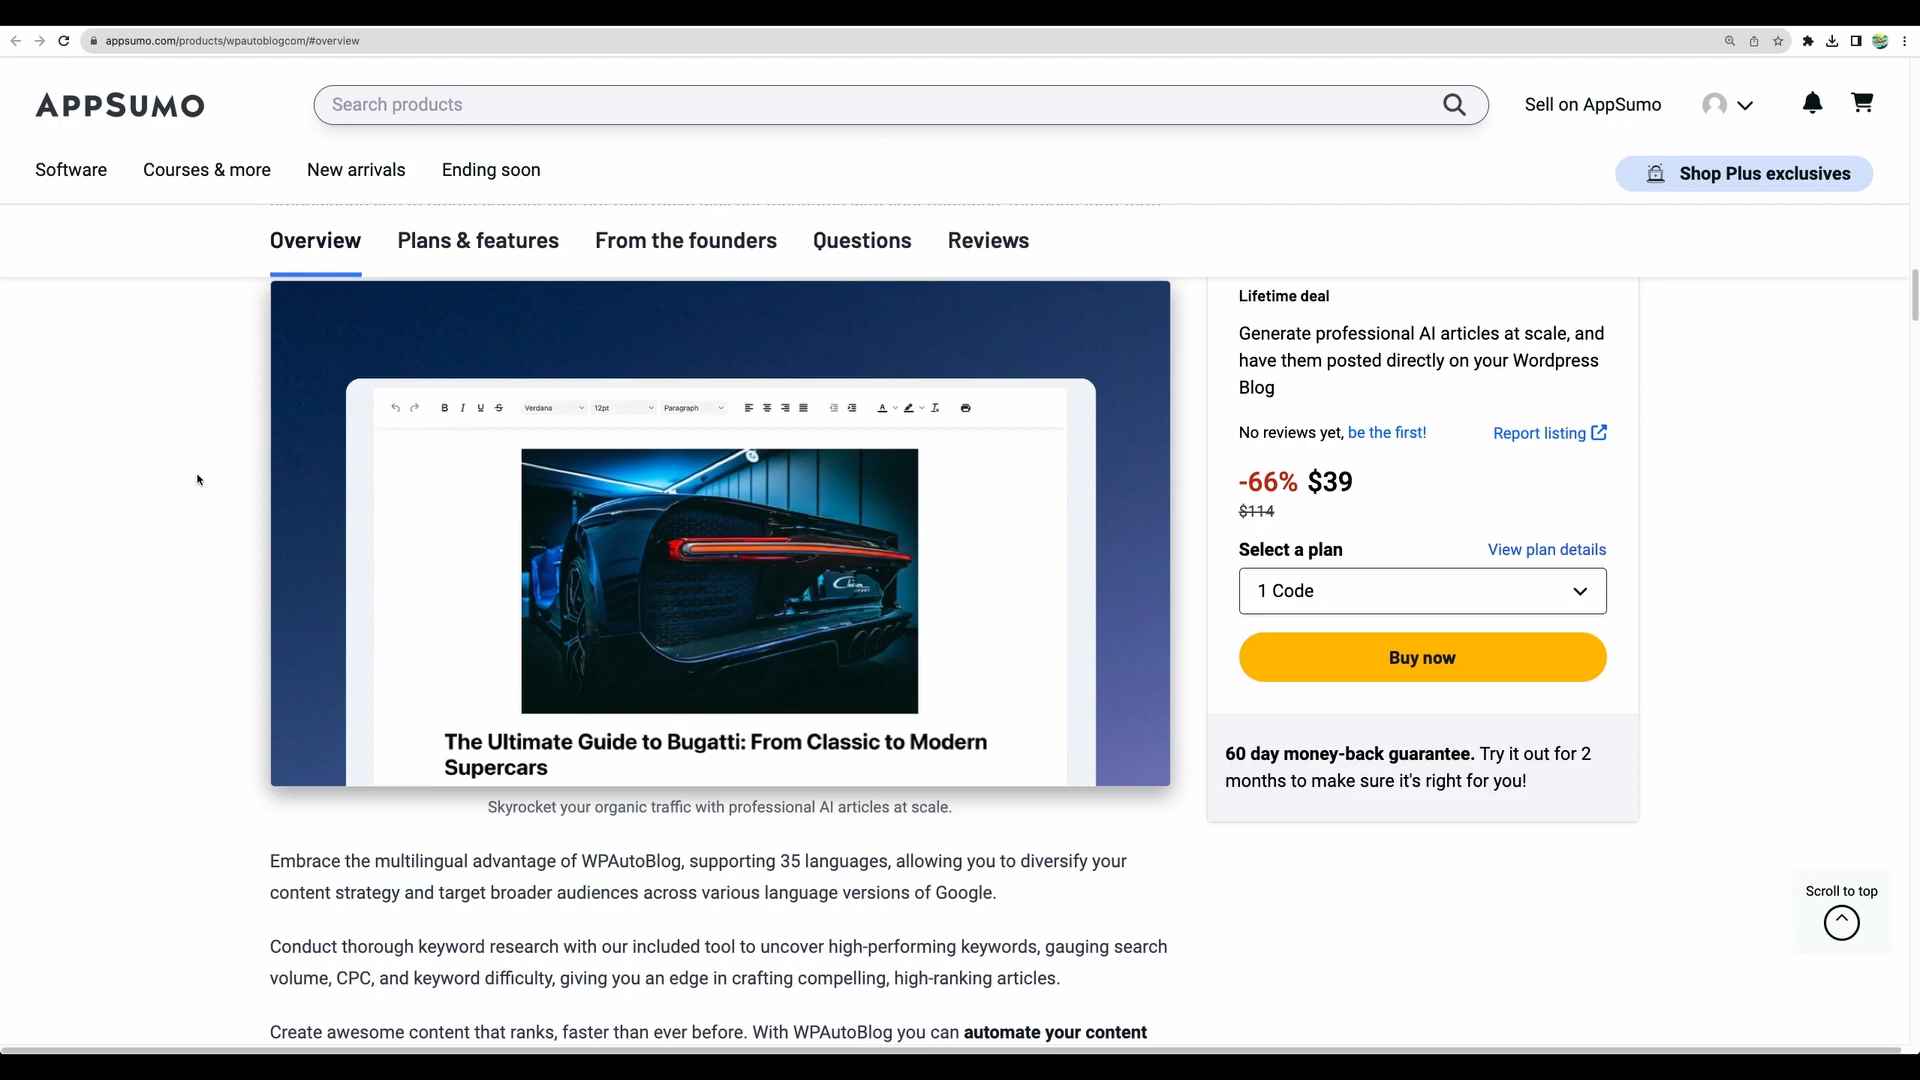 appsumo.com/products/wpautoblogcom/#overview
APPSUMO
Search products
Sell on AppSumo
Software
Courses & more
New arrivals
Ending soon
Shop Plus exclusives
Overview
Plans & features
From the founders
Questions
Reviews
Verdana
12pt
Paragraph
The Ultimate Guide to Bugatti: From Classic to Modern
Supercars
Skyrocket your organic traffic with professional AI articles at scale.
Embrace the multilingual advantage of WPAutoBlog, supporting 35 languages, allowing you to diversify your
content strategy and target broader audiences across various language versions of Google.
Conduct thorough keyword research with our included tool to uncover high-performing keywords, gauging search
volume, CPC, and keyword difficulty, giving you an edge in crafting compelling, high-ranking articles.
Create awesome content that ranks, faster than ever before. With WPAutoBlog you can automate your content
Lifetime deal
Generate professional AI articles at scale, and
have them posted directly on your Wordpress
Blog
No reviews yet, be the first!
Report listing
-66% $39
$114
Select a plan
View plan details
1 Code
Buy now
60 day money-back guarantee. Try it out for 2
months to make sure it's right for you!
Scroll to top